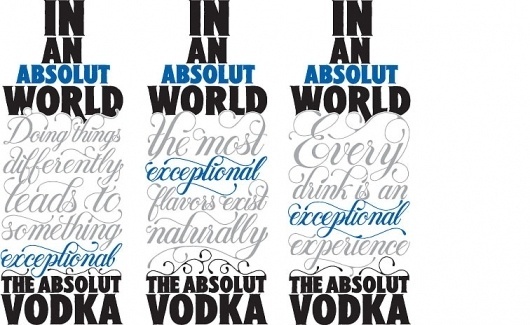 IN
AN
ABSOLUT
WORLD
Doing things
differently
leads to
something
exceptional
THE ABSOLUT
VODKA
IN
AN
ABSOLUT
WORLD
the most
exceptional
flavors exist
naturally
THE ABSOLUT
VODKA
IN
AN
ABSOLUT
WORLD
Every
drink is an
exceptional
experience
THE ABSOLUT
VODKA